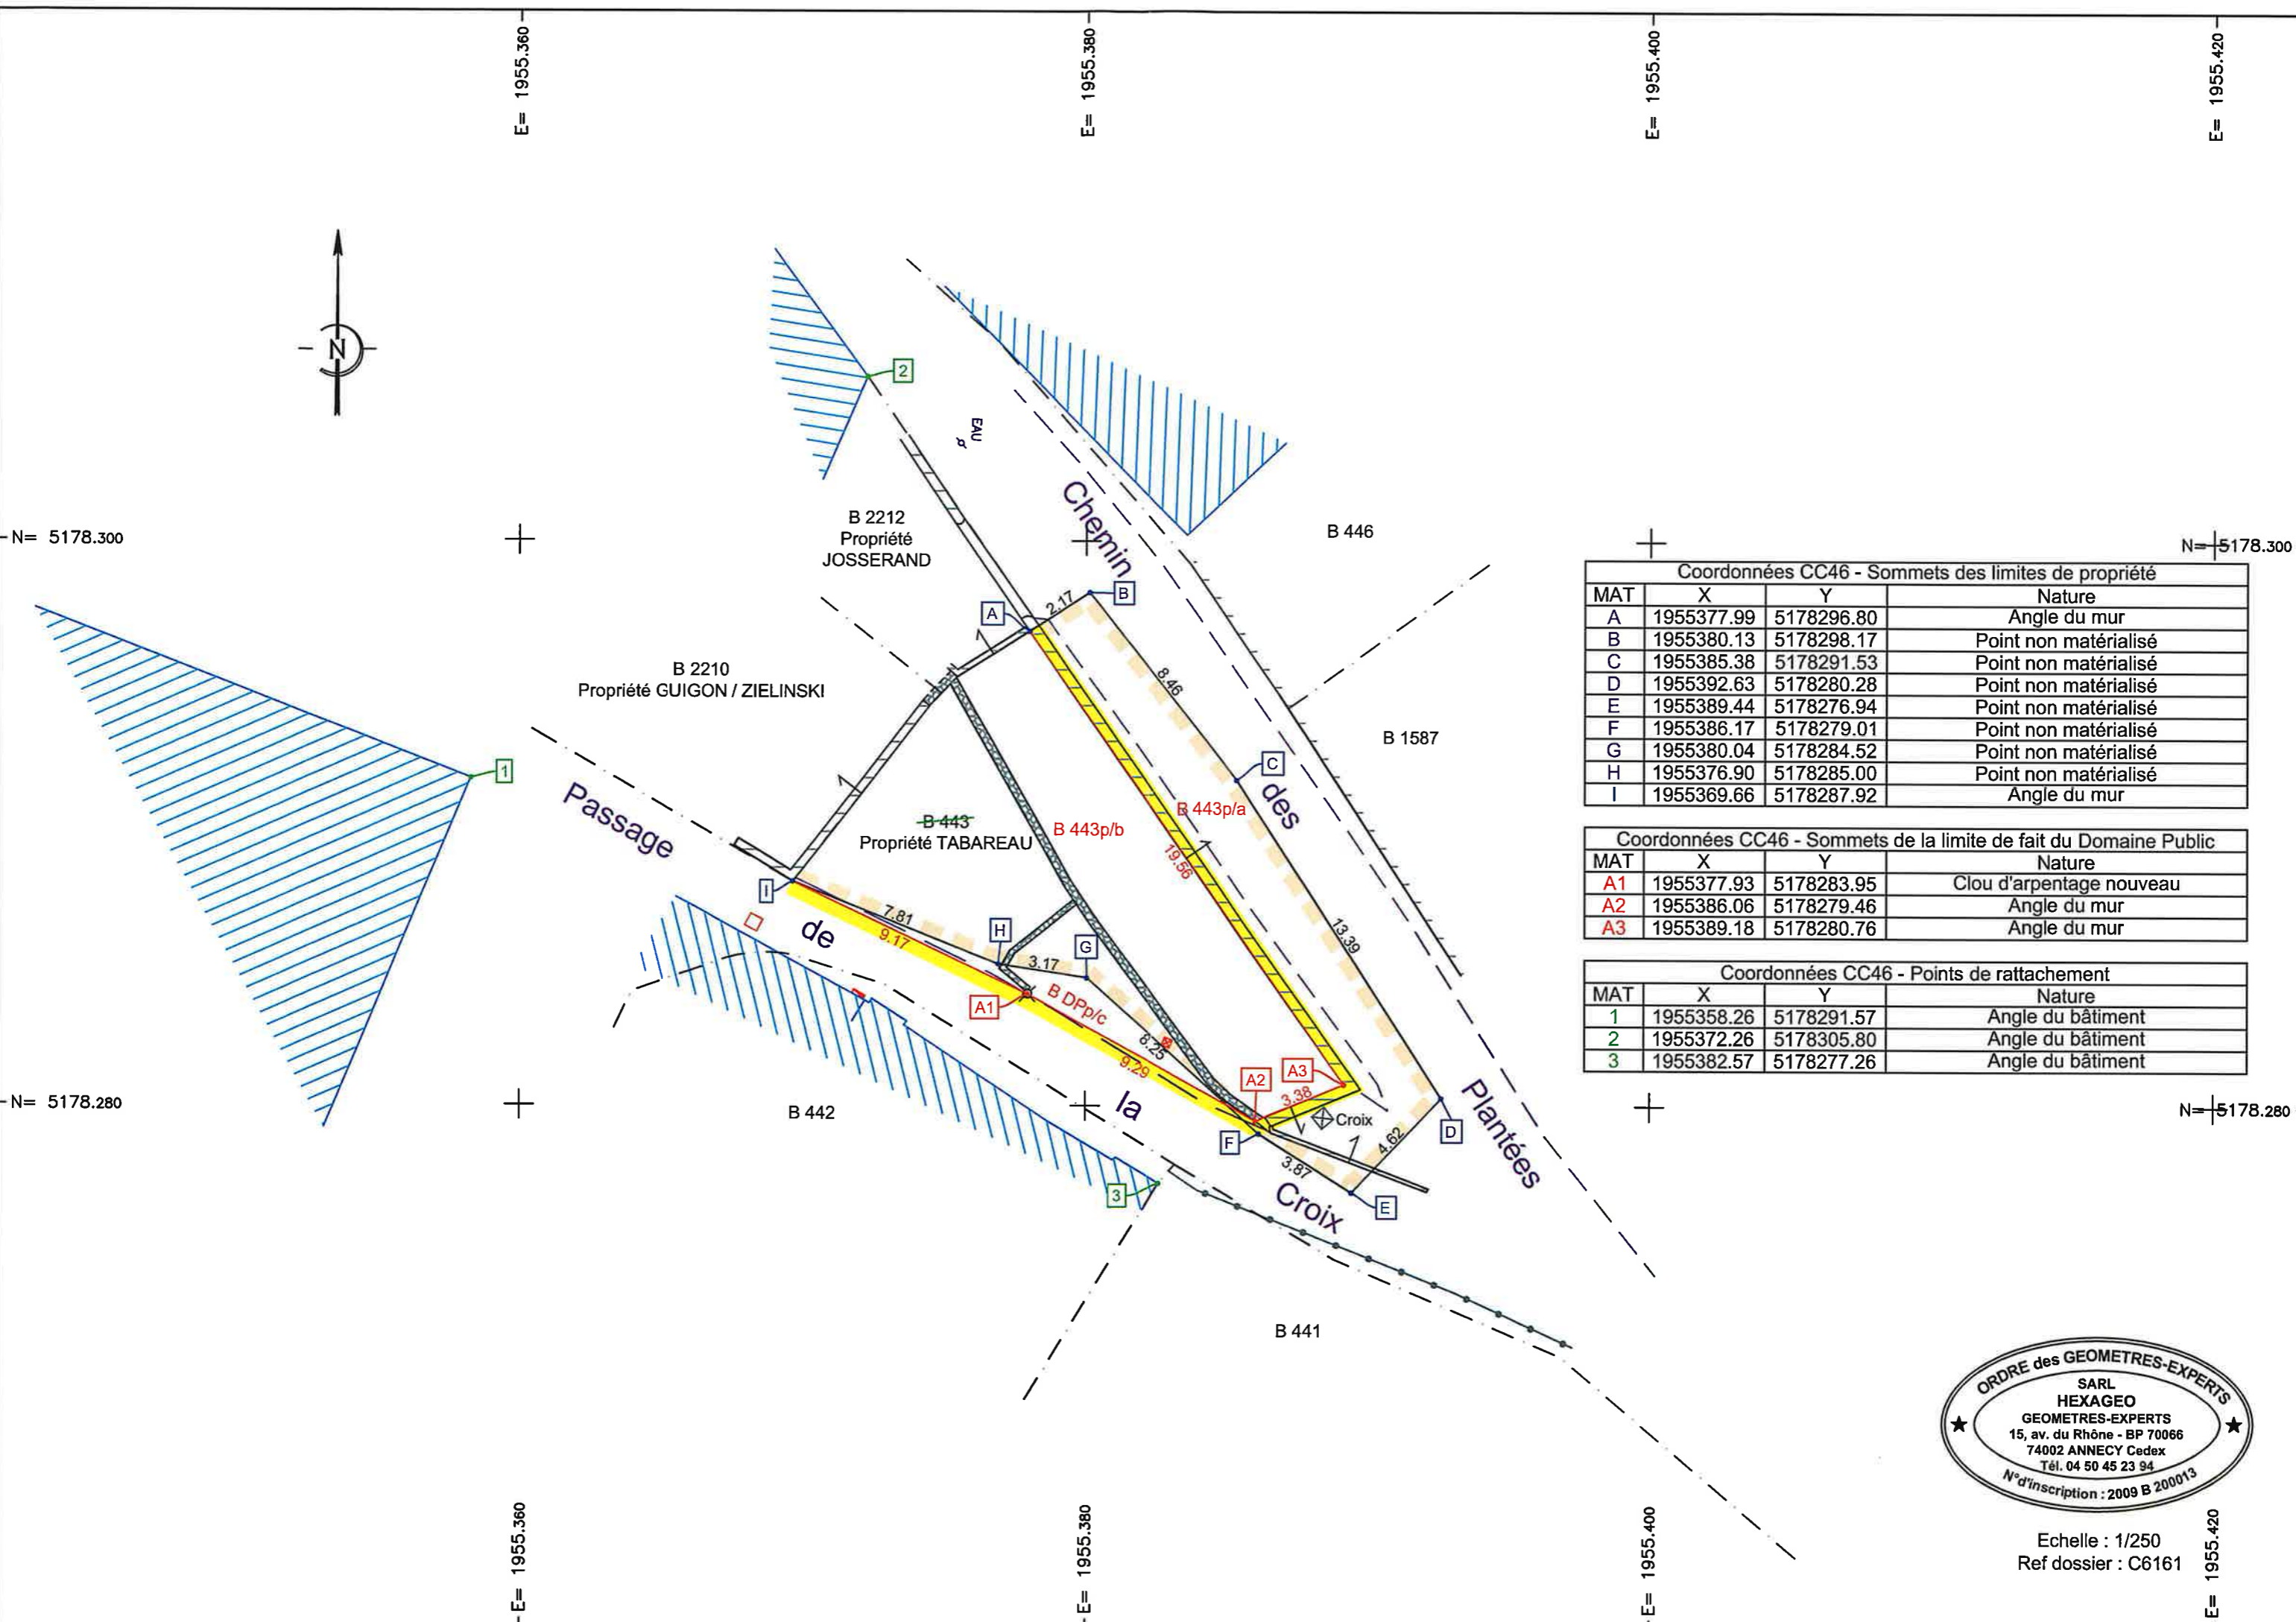 E= 1955.360
E= 1955.380
E= 1955.400
E= 1955.420
N
2
EAU
Chemin
des
Plantées
N= 5178.300
N= 5178.300
B 2212
Propriété
JOSSERAND
B 446
A
2.17
B
B 2210
Propriété GUIGON / ZIELINSKI
8.46
1
B 1587
C
Passage
de
la
Croix
B 443
Propriété TABAREAU
B 443p/b
B 443p/a
19.56
I
7.81
9.17
H
G
3.17
13.39
A1
B DPp/c
8.25
9.29
A2
A3
3.38
Croix
N= 5178.280
N= 5178.280
B 442
F
D
4.62
3.87
3
E
B 441
Coordonnées CC46 - Sommets des limites de propriété
MAT X Y Nature
A 1955377.99 5178296.80 Angle du mur
B 1955380.13 5178298.17 Point non matérialisé
C 1955385.38 5178291.53 Point non matérialisé
D 1955392.63 5178280.28 Point non matérialisé
E 1955389.44 5178276.94 Point non matérialisé
F 1955386.17 5178279.01 Point non matérialisé
G 1955380.04 5178284.52 Point non matérialisé
H 1955376.90 5178285.00 Point non matérialisé
I 1955369.66 5178287.92 Angle du mur
Coordonnées CC46 - Sommets de la limite de fait du Domaine Public
MAT X Y Nature
A1 1955377.93 5178283.95 Clou d'arpentage nouveau
A2 1955386.06 5178279.46 Angle du mur
A3 1955389.18 5178280.76 Angle du mur
Coordonnées CC46 - Points de rattachement
MAT X Y Nature
1 1955358.26 5178291.57 Angle du bâtiment
2 1955372.26 5178305.80 Angle du bâtiment
3 1955382.57 5178277.26 Angle du bâtiment
ORDRE des GEOMETRES-EXPERTS
SARL
HEXAGEO
GEOMETRES-EXPERTS
15, av. du Rhône - BP 70066
74002 ANNECY Cedex
Tél. 04 50 45 23 94
N°d'inscription : 2009 B 200013
Echelle : 1/250
Ref dossier : C6161
E= 1955.360
E= 1955.380
E= 1955.400
E= 1955.420